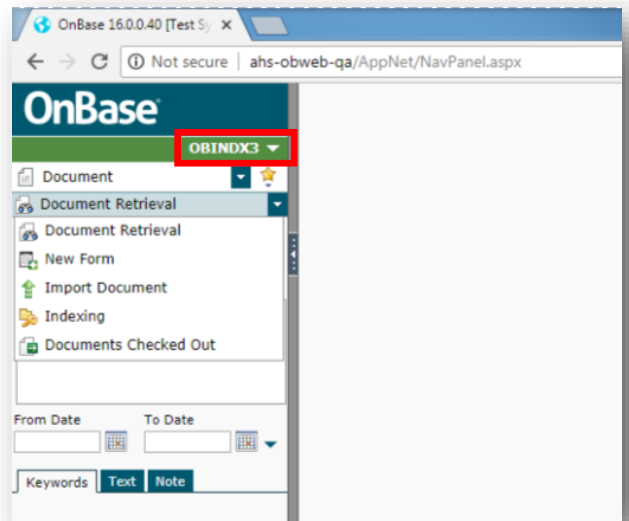 OnBase 16.0.0.40 [Test Sy
Not secure | ahs-obweb-qa/AppNet/NavPanel.aspx
OnBase®
OBINDX3
Document
Document Retrieval
Document Retrieval
New Form
Import Document
Indexing
Documents Checked Out
From Date To Date
Keywords Text Note